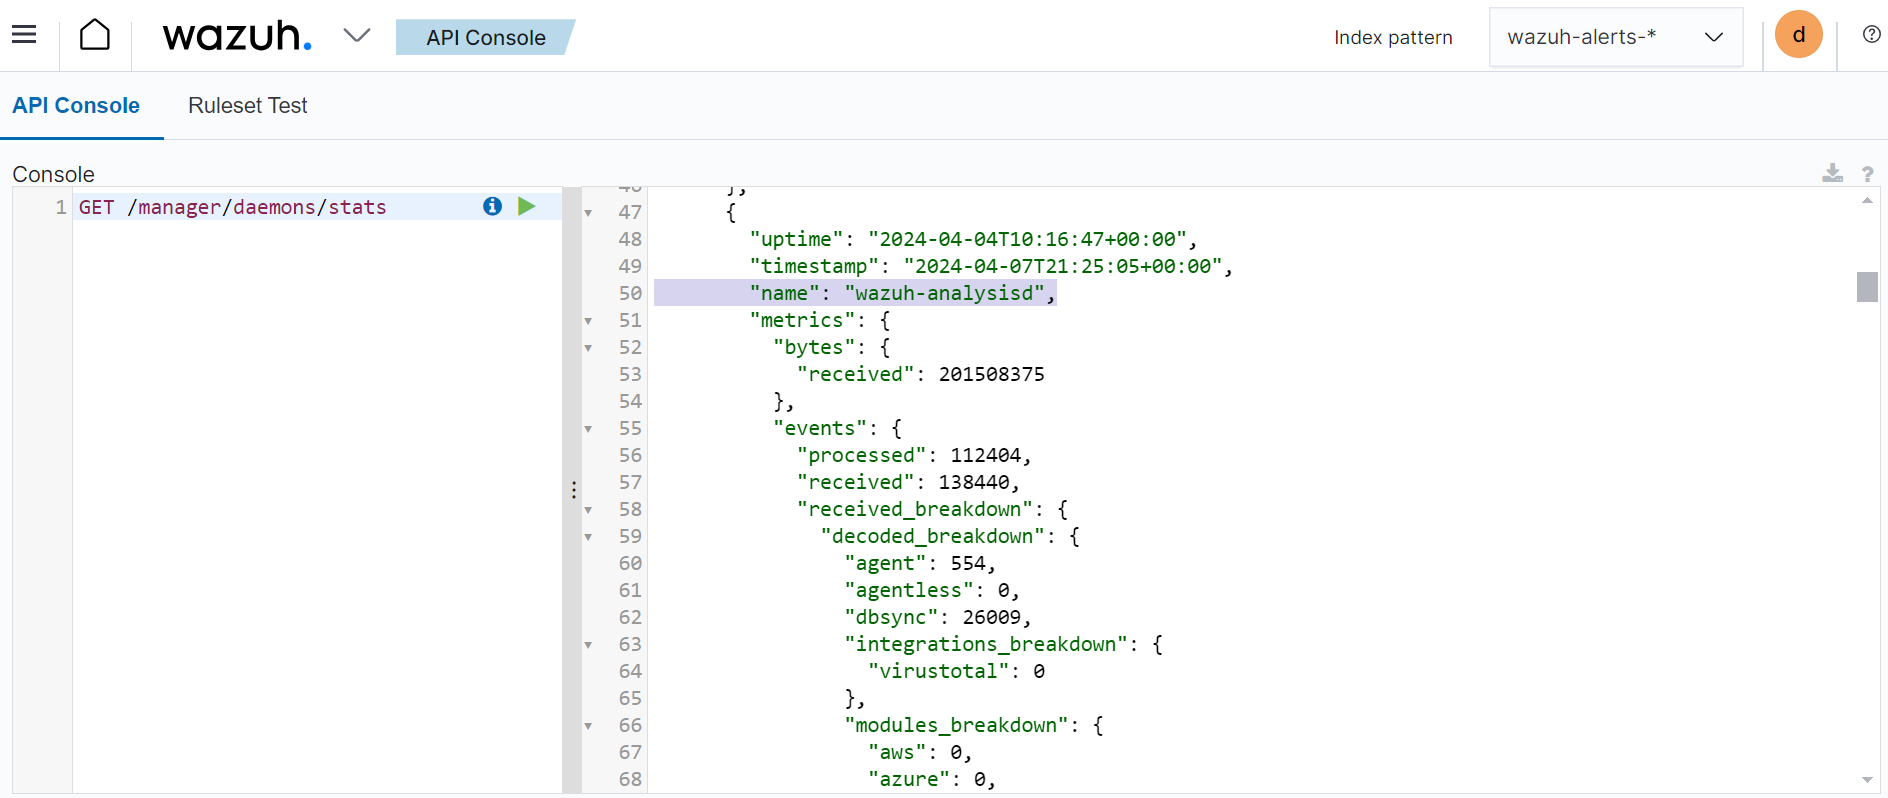 wazuh. API Console Index pattern wazuh-alerts-* d ?
API Console Ruleset Test
Console ?
1 GET /manager/daemons/stats
46 },
47 {
48 "uptime": "2024-04-04T10:16:47+00:00",
49 "timestamp": "2024-04-07T21:25:05+00:00",
50 "name": "wazuh-analysisd",
51 "metrics": {
52 "bytes": {
53 "received": 201508375
54 },
55 "events": {
56 "processed": 112404,
57 "received": 138440,
58 "received_breakdown": {
59 "decoded_breakdown": {
60 "agent": 554,
61 "agentless": 0,
62 "dbsync": 26009,
63 "integrations_breakdown": {
64 "virustotal": 0
65 },
66 "modules_breakdown": {
67 "aws": 0,
68 "azure": 0,